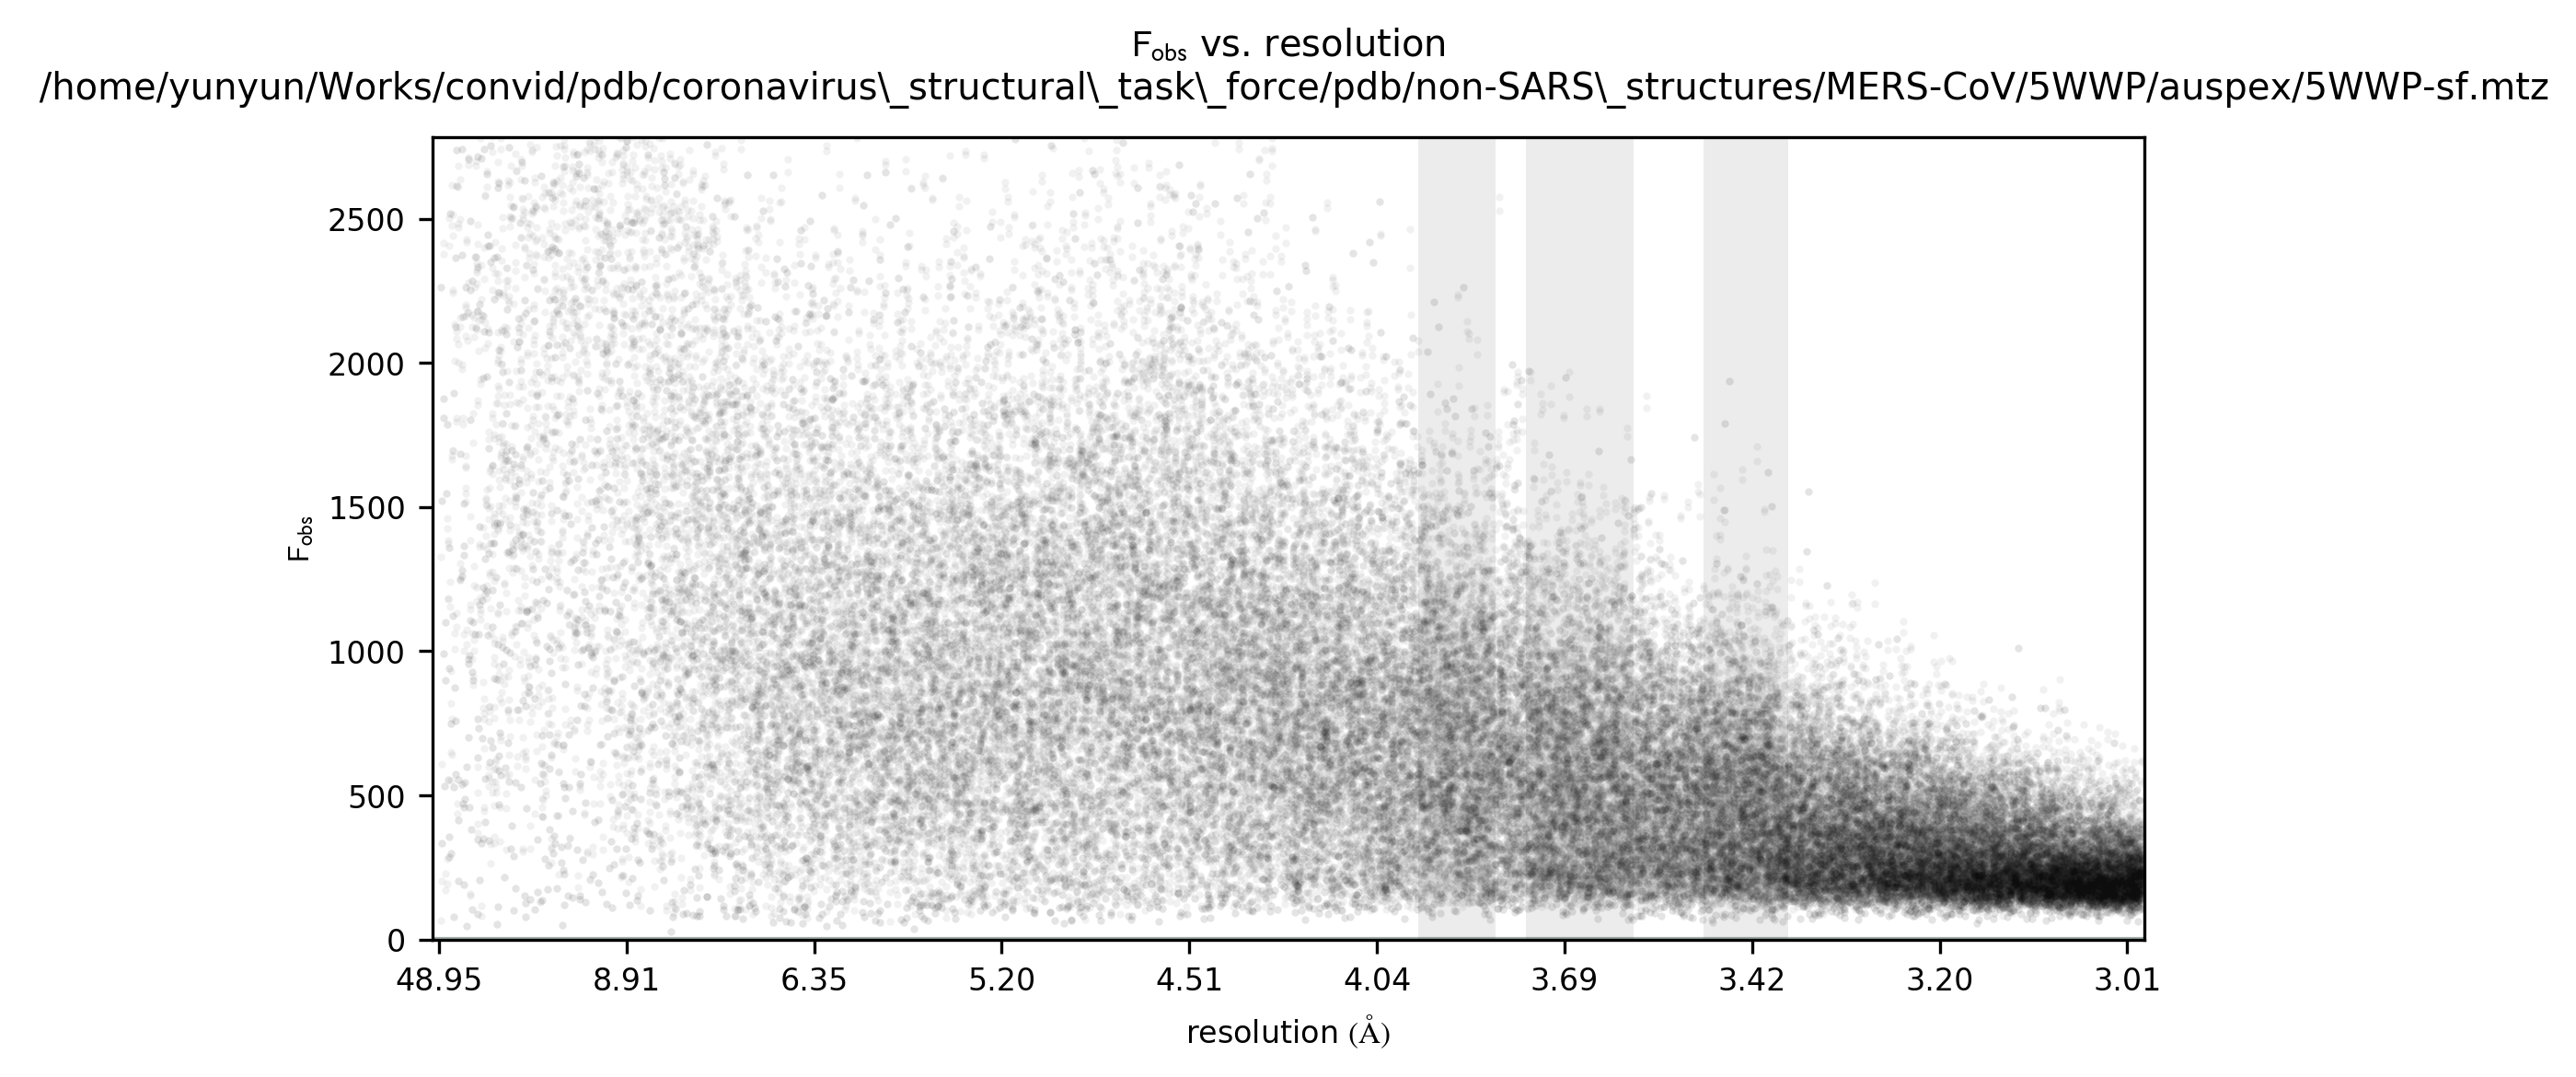 Fobs vs. resolution
/home/yunyun/Works/convid/pdb/coronavirus\_structural\_task\_force/pdb/non-SARS\_structures/MERS-CoV/5WWP/auspex/5WWP-sf.mtz
2500
2000
1500
1000
500
0
Fobs
48.95 8.91 6.35 5.20 4.51 4.04 3.69 3.42 3.20 3.01
resolution (Å)